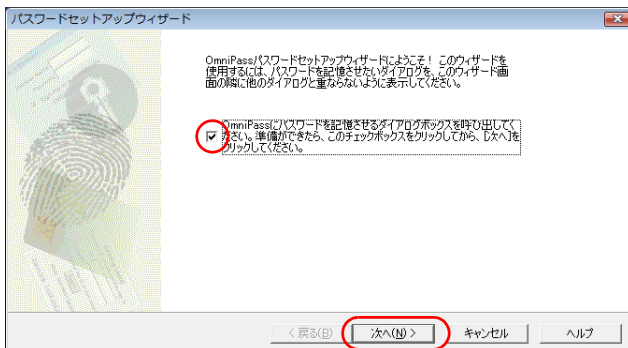 パスワードセットアップウィザード
OmniPassパスワードセットアップウィザードにようこそ！ このウィザードを
使用するには、パスワードを記憶させたいダイアログを、このウィザード画
面の隣に他のダイアログと重ならないように表示してください。
OmniPassにパスワードを記憶させるダイアログボックスを呼び出してく
ださい。準備ができたら、このチェックボックスをクリックしてから、[次へ]を
クリックしてください。
< 戻る(B) 次へ(N) > キャンセル ヘルプ